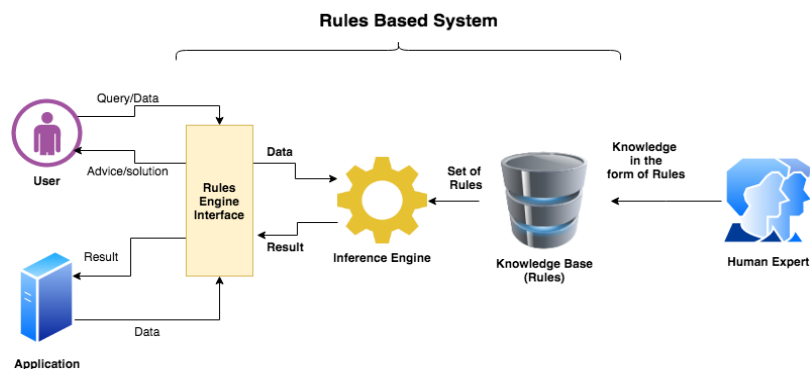 Rules Based System
Query/Data
Advice/solution
User
Rules
Engine
Interface
Data
Result
Inference Engine
Set of
Rules
Knowledge Base
(Rules)
Knowledge
in the
form of Rules
Human Expert
Result
Data
Application